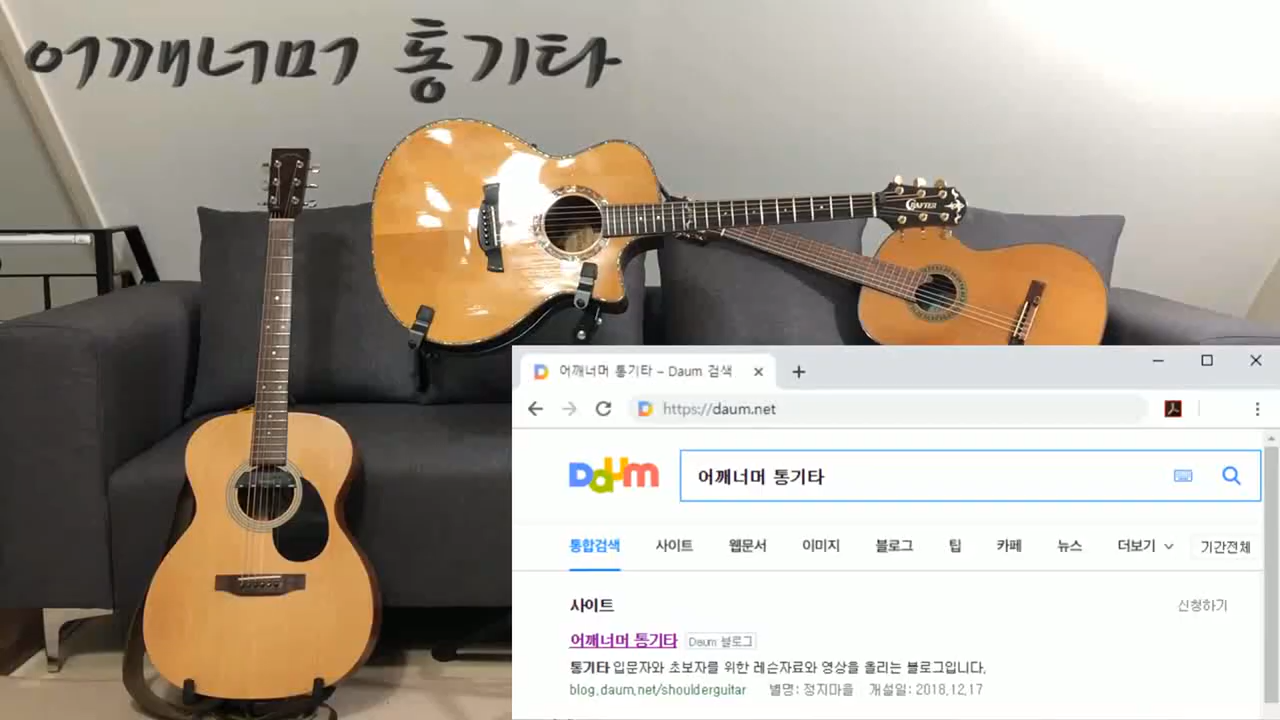 어깨너머 통기타
CRAFTER
어깨너머 통기타 – Daum 검색
https://daum.net
Daum
어깨너머 통기타
통합검색 사이트 웹문서 이미지 블로그 팁 카페 뉴스 더보기 기간전체
사이트 신청하기
어깨너머 통기타 Daum 블로그
통기타 입문자와 초보자를 위한 레슨자료와 영상을 올리는 블로그입니다.
blog.daum.net/shoulderguitar 별명: 정지마을 개설일: 2018.12.17